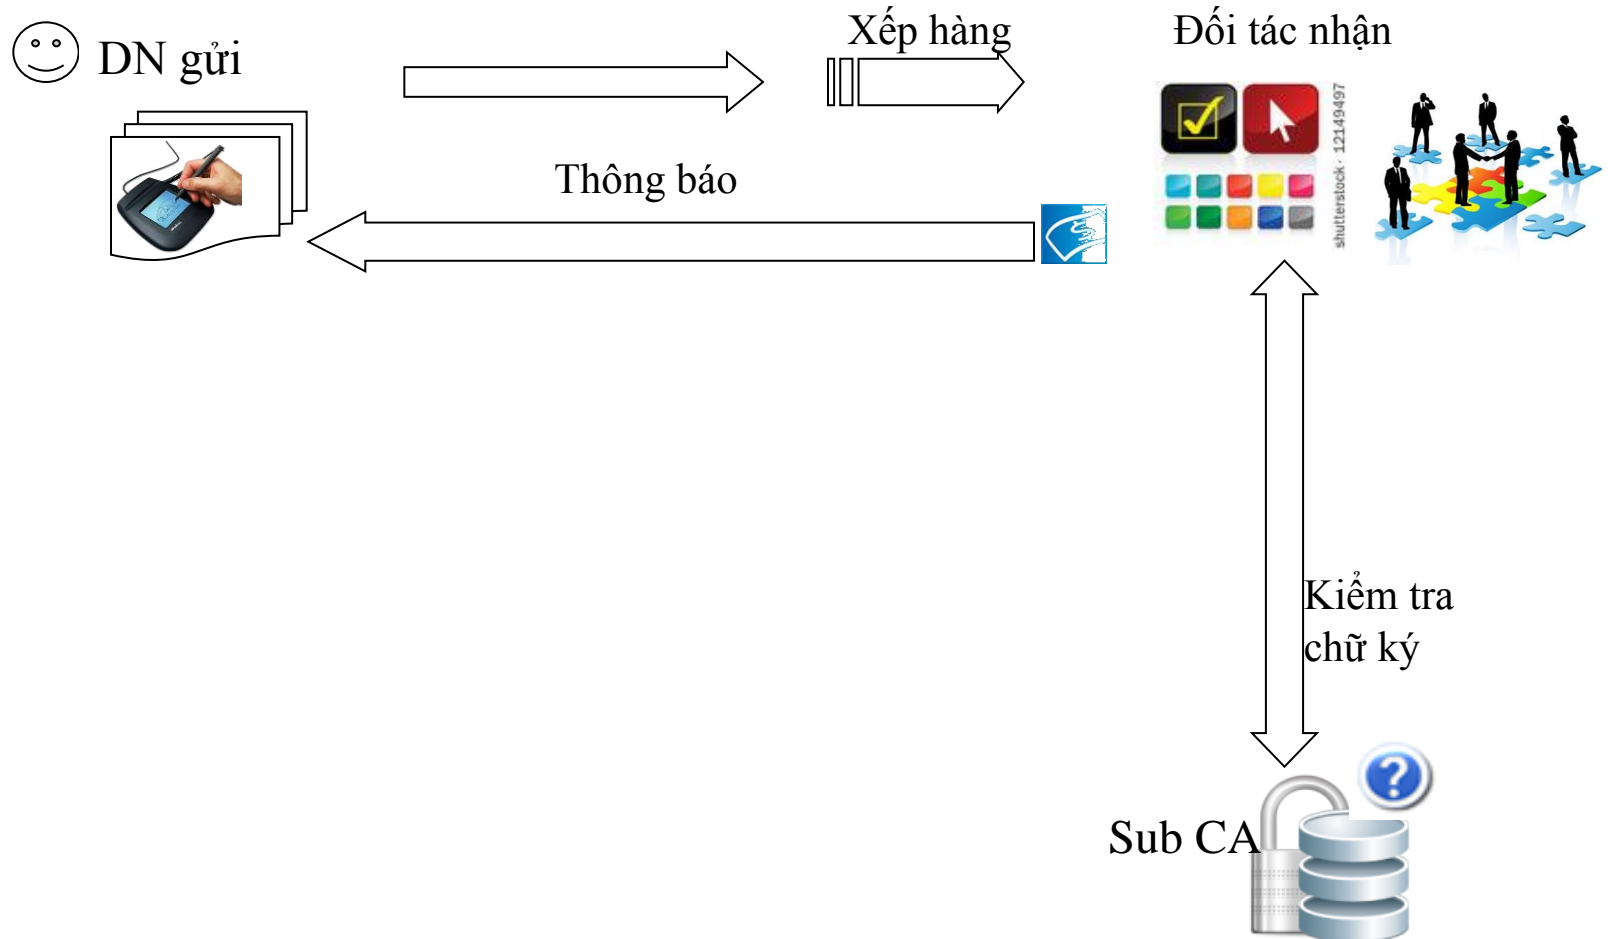 DN gửi
Xếp hàng
Đối tác nhận
Thông báo
shutterstock · 12149497
Kiểm tra
chữ ký
?
Sub CA